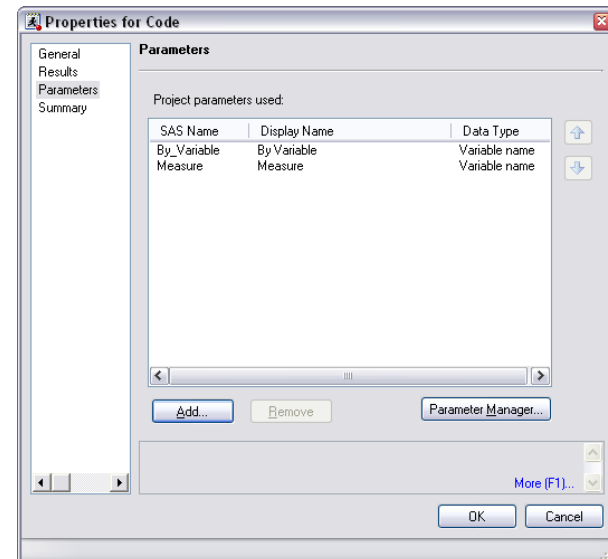 Properties for Code
General
Results
Parameters
Summary
Parameters
Project parameters used:
SAS Name Display Name Data Type
By_Variable By Variable Variable name
Measure Measure Variable name
Add... Remove Parameter Manager...
More (F1)...
OK Cancel